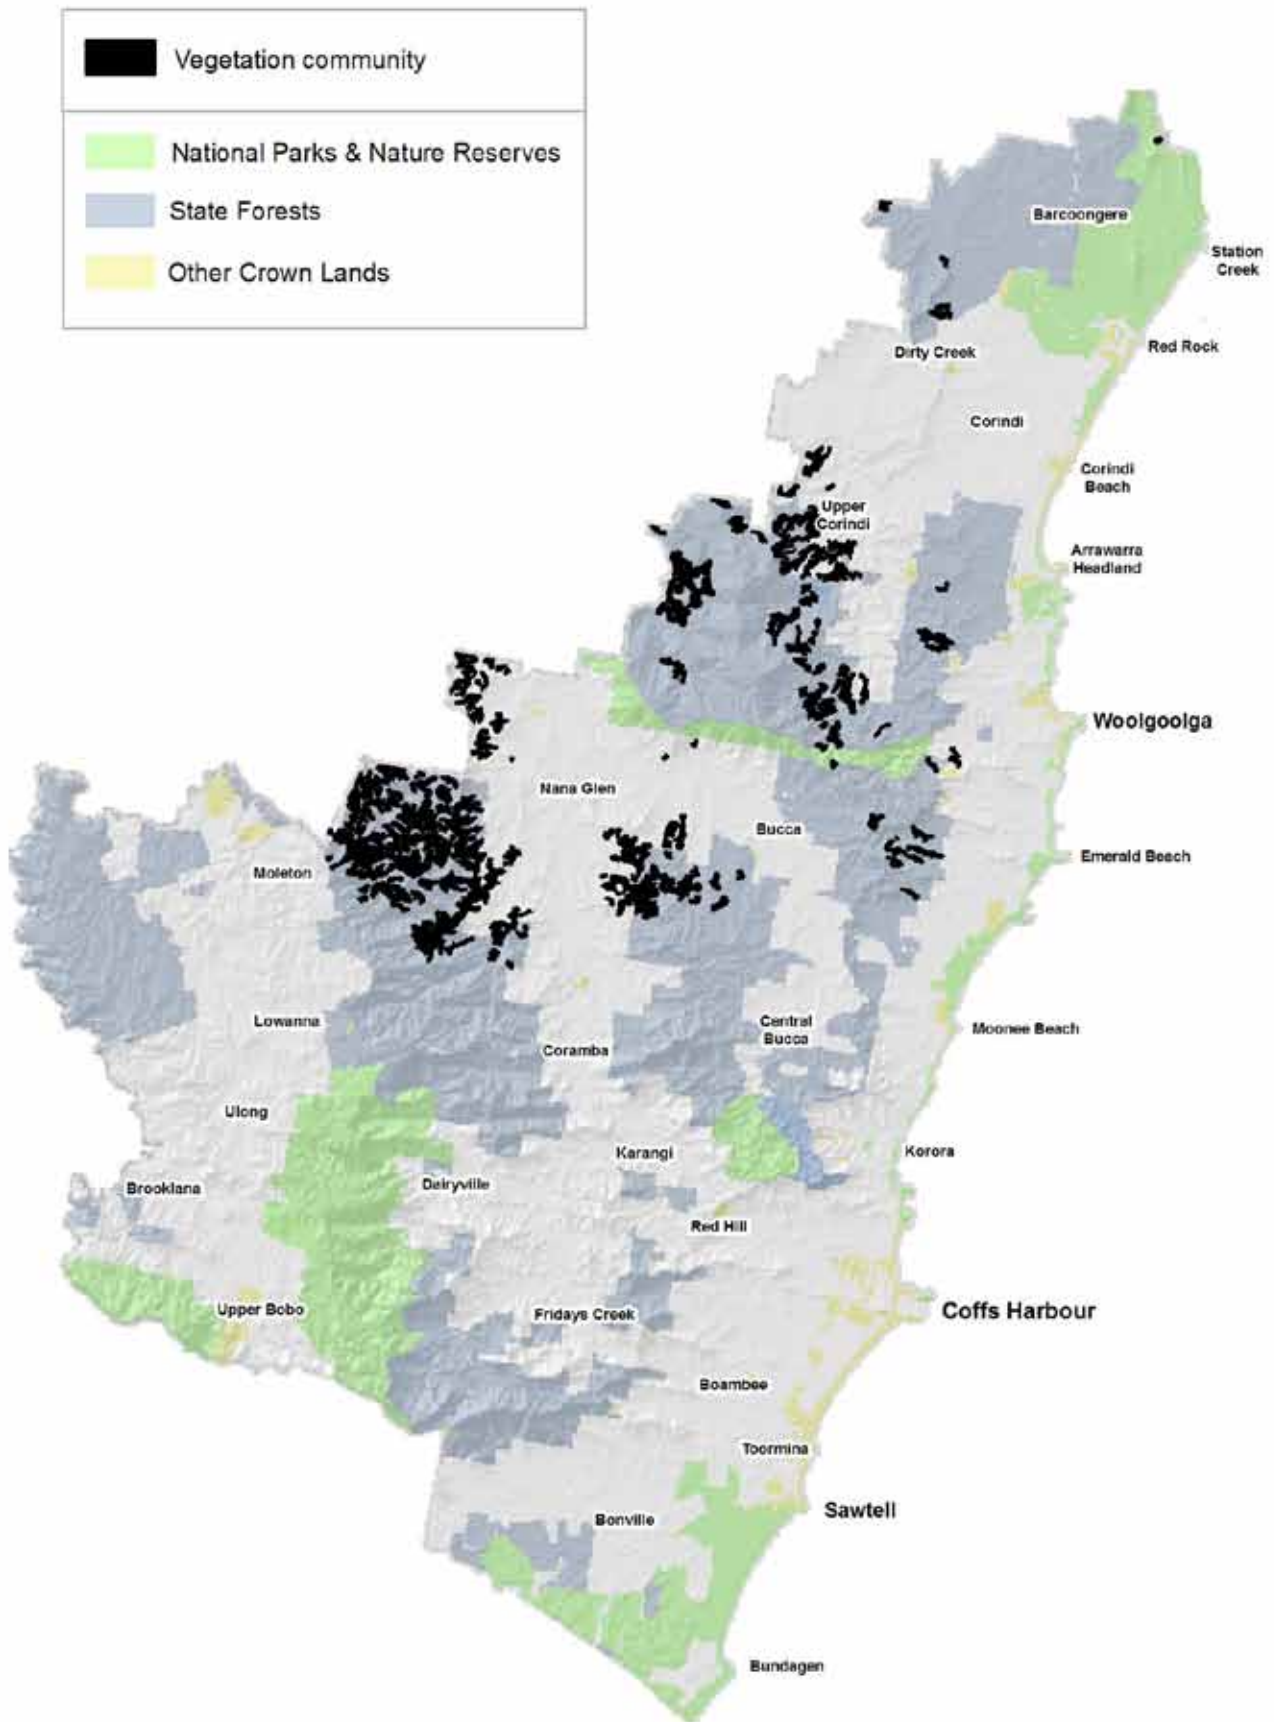 Vegetation community
National Parks & Nature Reserves
State Forests
Other Crown Lands
Barcoongere
Station
Creek
Red Rock
Dirty Creek
Corindi
Corindi
Beach
Upper
Corindi
Arrawarra
Headland
Woolgoolga
Nana Glen
Bucca
Emerald Beach
Moleton
Lowanna
Central
Bucca
Moonee Beach
Coramba
Ulong
Karangi
Korora
Brooklana
Dairyville
Red Hill
Upper Bobo
Fridays Creek
Coffs Harbour
Boambee
Toormina
Sawtell
Bonville
Bundagen